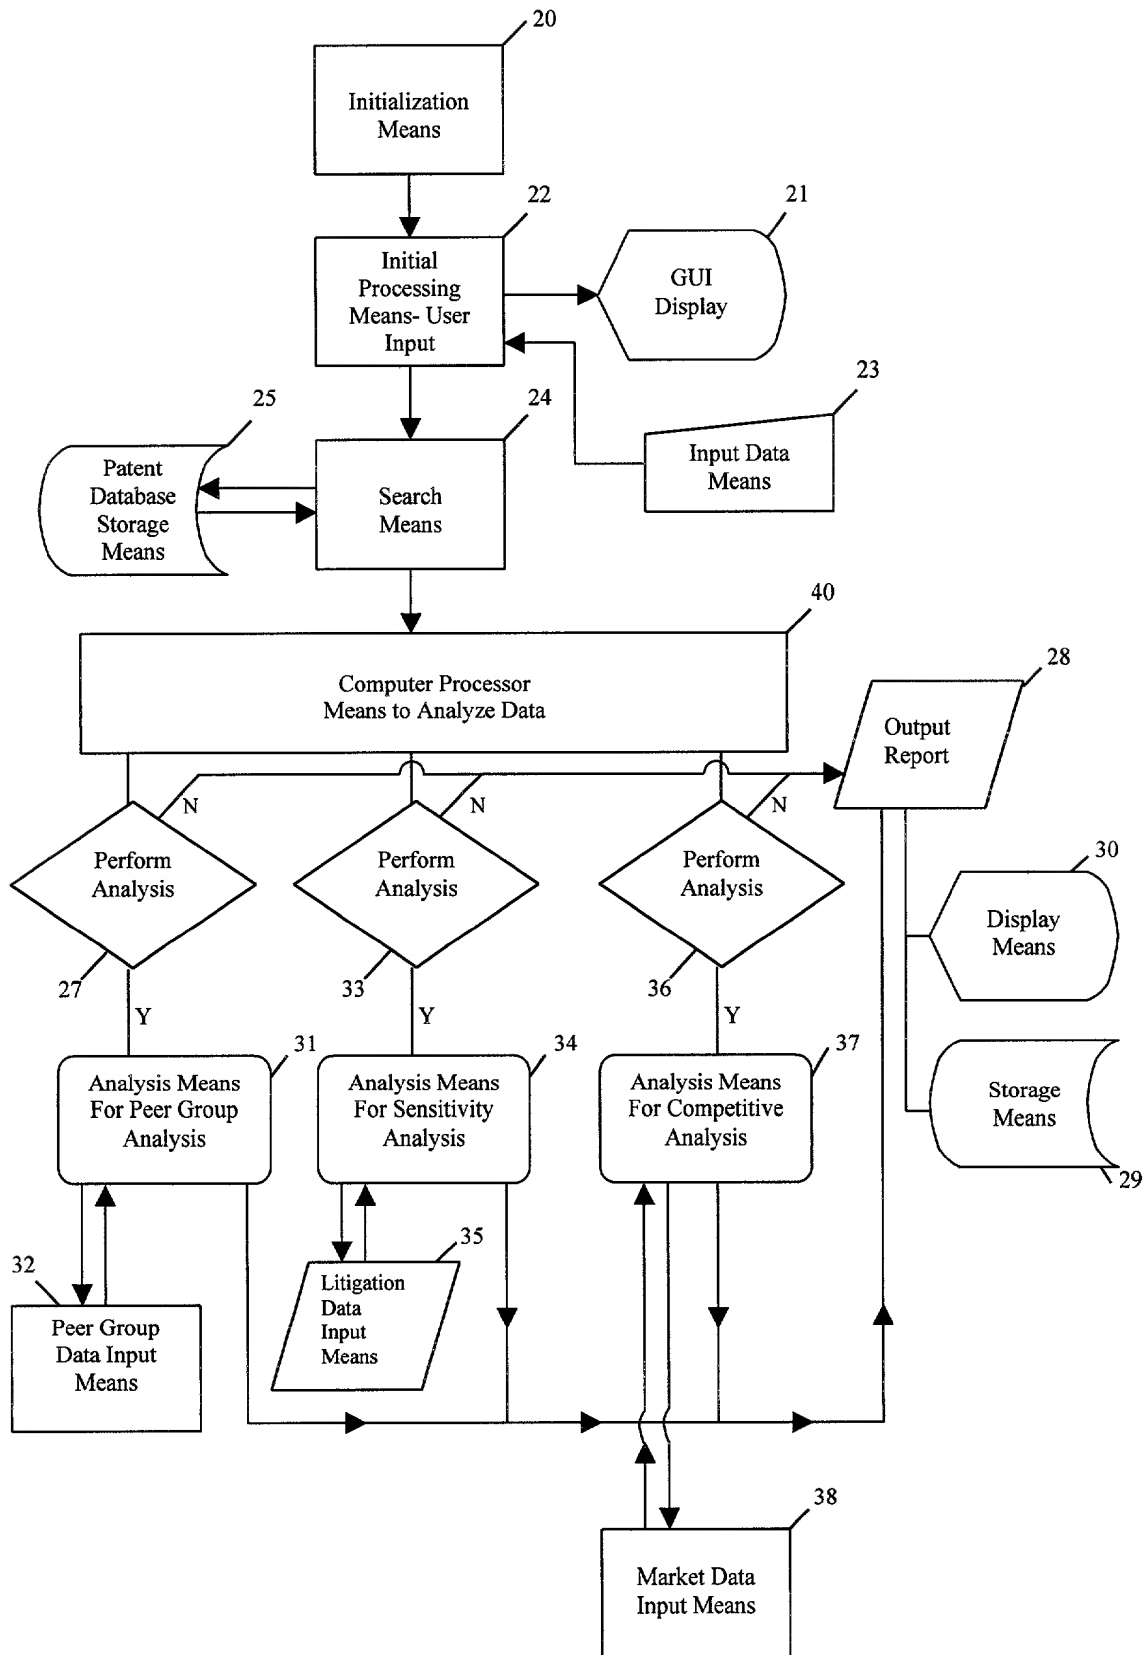 20
Initialization
Means
22
Initial
Processing
Means- User
Input
21
GUI
Display
23
Input Data
Means
25
Patent
Database
Storage
Means
24
Search
Means
40
Computer Processor
Means to Analyze Data
28
Output
Report
N
N
N
Perform
Analysis
Perform
Analysis
Perform
Analysis
27
33
36
30
Display
Means
Y
Y
Y
31
Analysis Means
For Peer Group
Analysis
34
Analysis Means
For Sensitivity
Analysis
37
Analysis Means
For Competitive
Analysis
Storage
Means
29
32
Peer Group
Data Input
Means
35
Litigation
Data
Input
Means
38
Market Data
Input Means